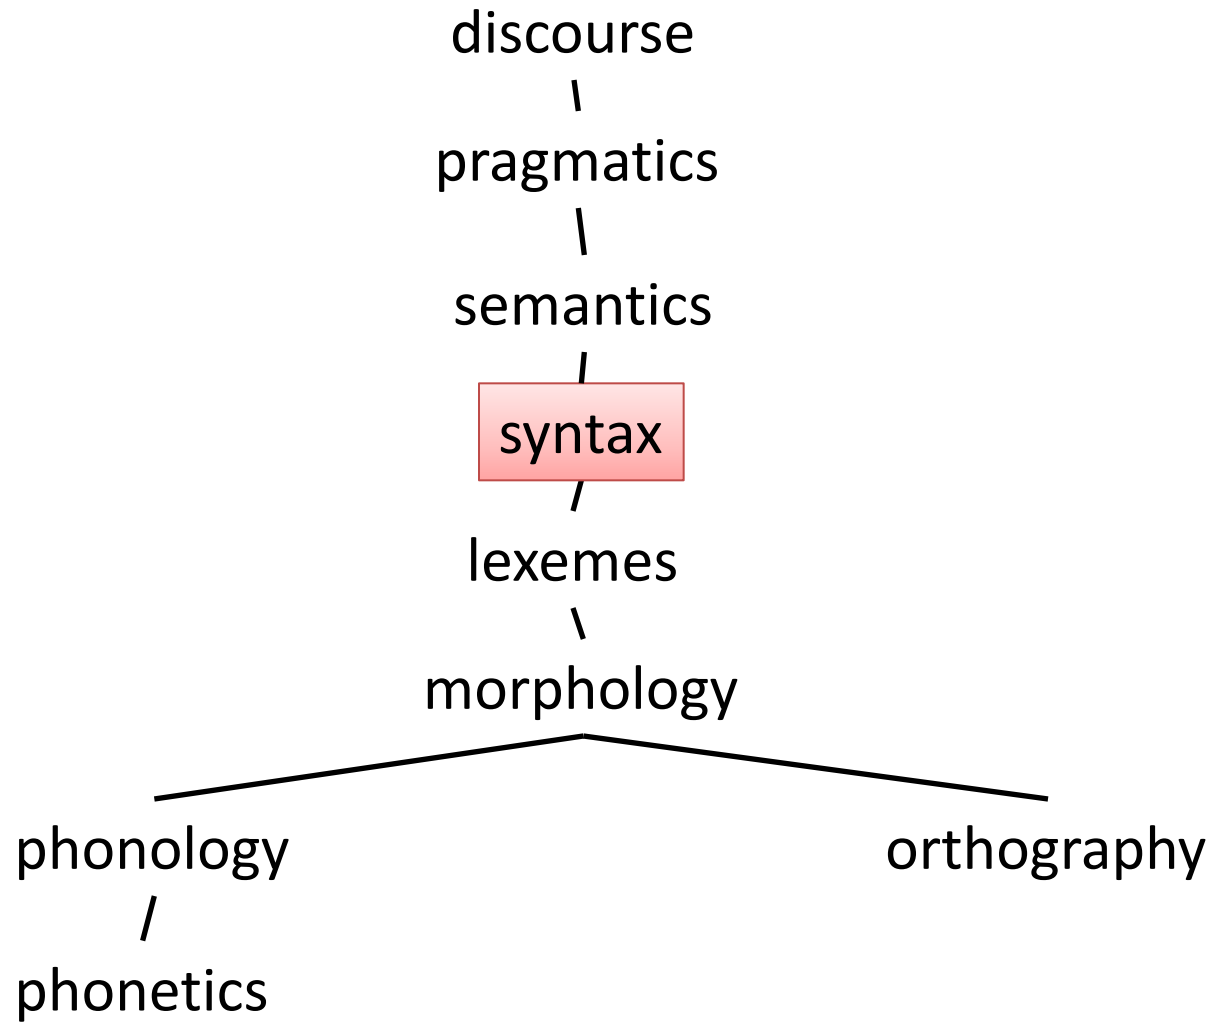 discourse
pragmatics
semantics
syntax
lexemes
morphology
phonology
orthography
phonetics